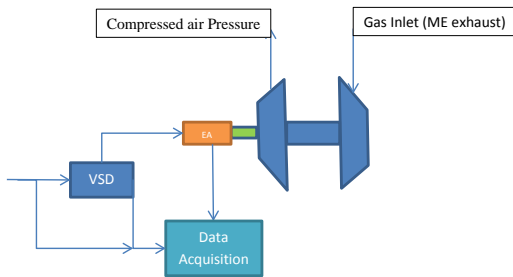 Compressed air Pressure
Gas Inlet (ME exhaust)
EA
VSD
Data
Acquisition